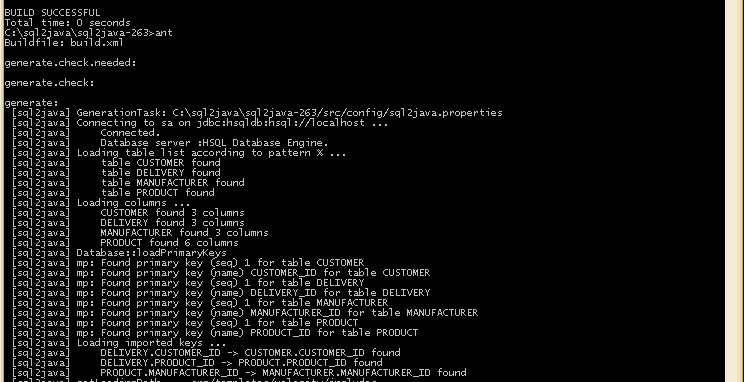 BUILD SUCCESSFUL
Total time: 0 seconds
C:\sql2java\sql2java-263>ant
Buildfile: build.xml
generate.check.needed:
generate.check:
generate:
[sql2java] GenerationTask: C:\sql2java\sql2java-263/src/config/sql2java.properties
[sql2java] Connecting to sa on jdbc:hsqldb:hsql://localhost ...
[sql2java]     Connected.
[sql2java]     Database server :HSQL Database Engine.
[sql2java] Loading table list according to pattern % ...
[sql2java]     table CUSTOMER found
[sql2java]     table DELIVERY found
[sql2java]     table MANUFACTURER found
[sql2java]     table PRODUCT found
[sql2java] Loading columns ...
[sql2java]     CUSTOMER found 3 columns
[sql2java]     DELIVERY found 3 columns
[sql2java]     MANUFACTURER found 3 columns
[sql2java]     PRODUCT found 6 columns
[sql2java] Database::loadPrimaryKeys
[sql2java] mp: Found primary key (seq) 1 for table CUSTOMER
[sql2java] mp: Found primary key (name) CUSTOMER_ID for table CUSTOMER
[sql2java] mp: Found primary key (seq) 1 for table DELIVERY
[sql2java] mp: Found primary key (name) DELIVERY_ID for table DELIVERY
[sql2java] mp: Found primary key (seq) 1 for table MANUFACTURER
[sql2java] mp: Found primary key (name) MANUFACTURER_ID for table MANUFACTURER
[sql2java] mp: Found primary key (seq) 1 for table PRODUCT
[sql2java] mp: Found primary key (name) PRODUCT_ID for table PRODUCT
[sql2java] Loading imported keys ...
[sql2java]     DELIVERY.CUSTOMER_ID -> CUSTOMER.CUSTOMER_ID found
[sql2java]     DELIVERY.PRODUCT_ID -> PRODUCT.PRODUCT_ID found
[sql2java]     PRODUCT.MANUFACTURER_ID -> MANUFACTURER.MANUFACTURER_ID found